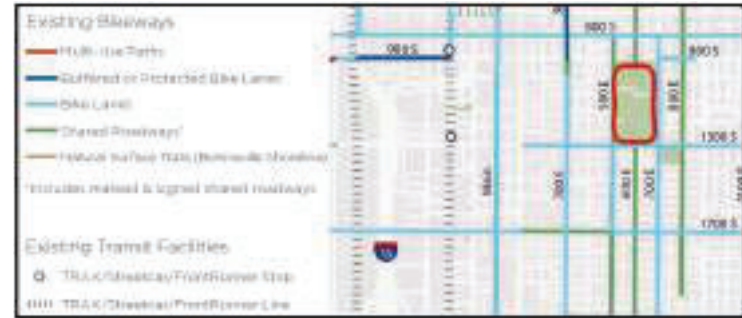 Existing Bikeways
Multi-Use Paths
Buffered or Protected Bike Lanes
Bike Lanes
Shared Roadways*
Natural Surface Trails (Bonneville Shoreline)
*Includes marked & signed shared roadways
Existing Transit Facilities
TRAX/Streetcar/FrontRunner Stop
TRAX/Streetcar/FrontRunner Line
900 S
800 S
900 S
500 E
800 E
1300 S
300 E
600 E
700 E
1700 S
15